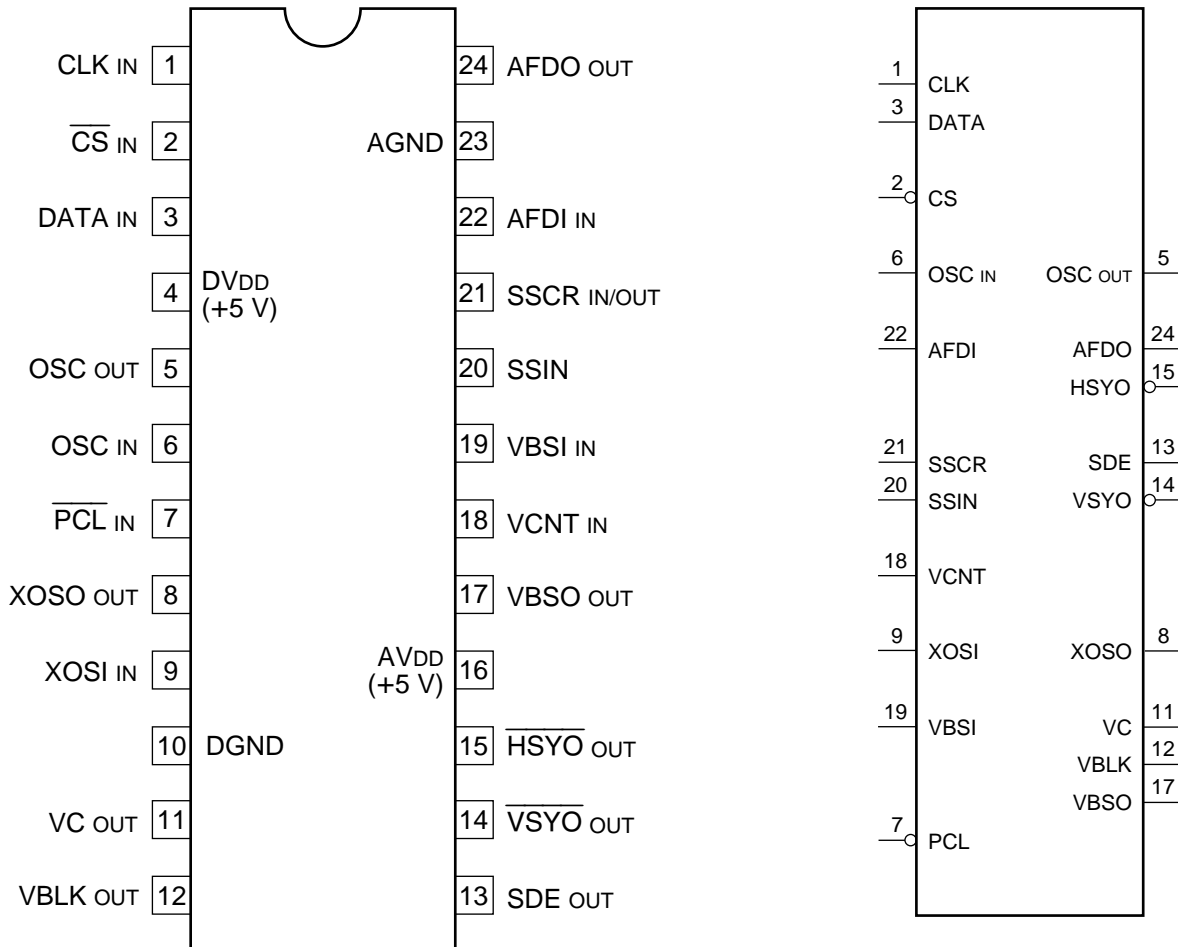 CLK IN 1
24 AFDO OUT
C̅S̅ IN 2
AGND 23
DATA IN 3
22 AFDI IN
4 DVDD
(+5 V)
21 SSCR IN/OUT
OSC OUT 5
20 SSIN
OSC IN 6
19 VBSI IN
P̅C̅L̅ IN 7
18 VCNT IN
XOSO OUT 8
17 VBSO OUT
XOSI IN 9
AVDD
(+5 V) 16
10 DGND
15 H̅S̅Y̅O̅ OUT
VC OUT 11
14 V̅S̅Y̅O̅ OUT
VBLK OUT 12
13 SDE OUT
1 CLK
3 DATA
2 CS
6 OSC IN
OSC OUT 5
22 AFDI
AFDO 24
HSYO 15
21 SSCR
SDE 13
20 SSIN
VSYO 14
18 VCNT
9 XOSI
XOSO 8
19 VBSI
VC 11
VBLK 12
VBSO 17
7 PCL